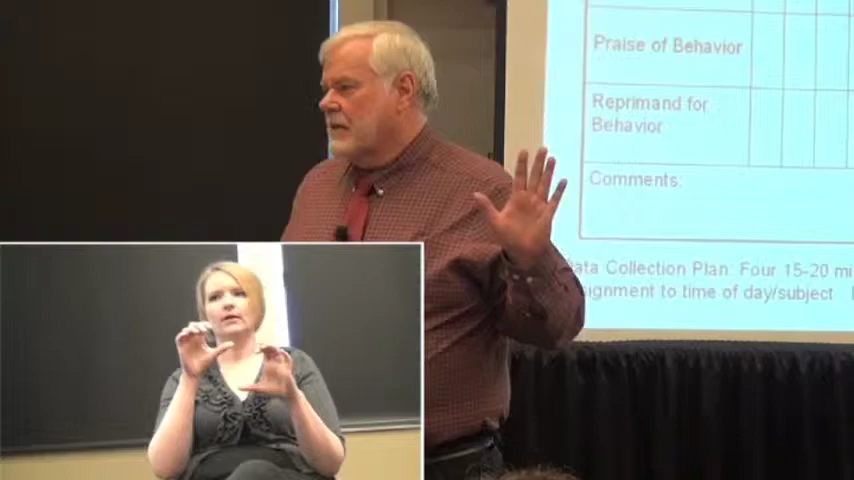 Praise of Behavior
Reprimand for
Behavior
Comments:
ata Collection Plan: Four 15-20 mi
ignment to time of day/subject